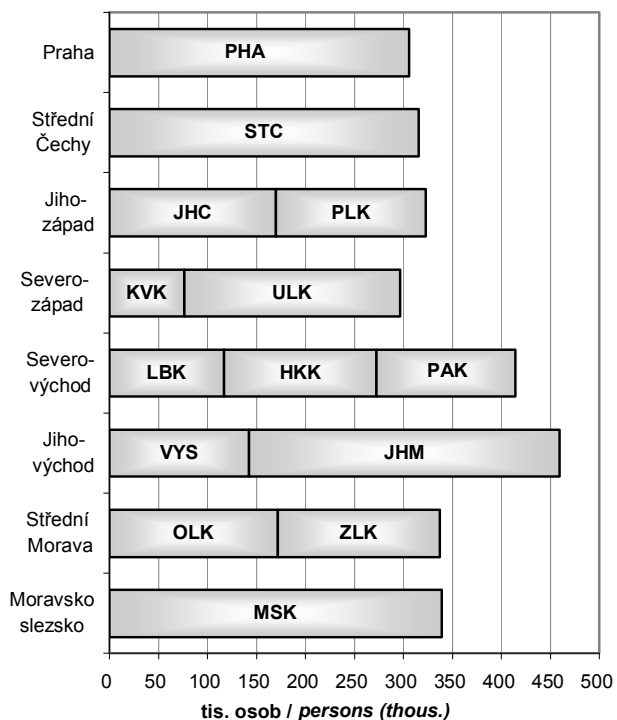 Praha
PHA
Střední
Čechy
STC
Jiho-
západ
JHC PLK
Severo-
západ
KVK ULK
Severo-
východ
LBK HKK PAK
Jiho-
východ
VYS JHM
Střední
Morava
OLK ZLK
Moravsko
slezsko
MSK
0 50 100 150 200 250 300 350 400 450 500
tis. osob / persons (thous.)